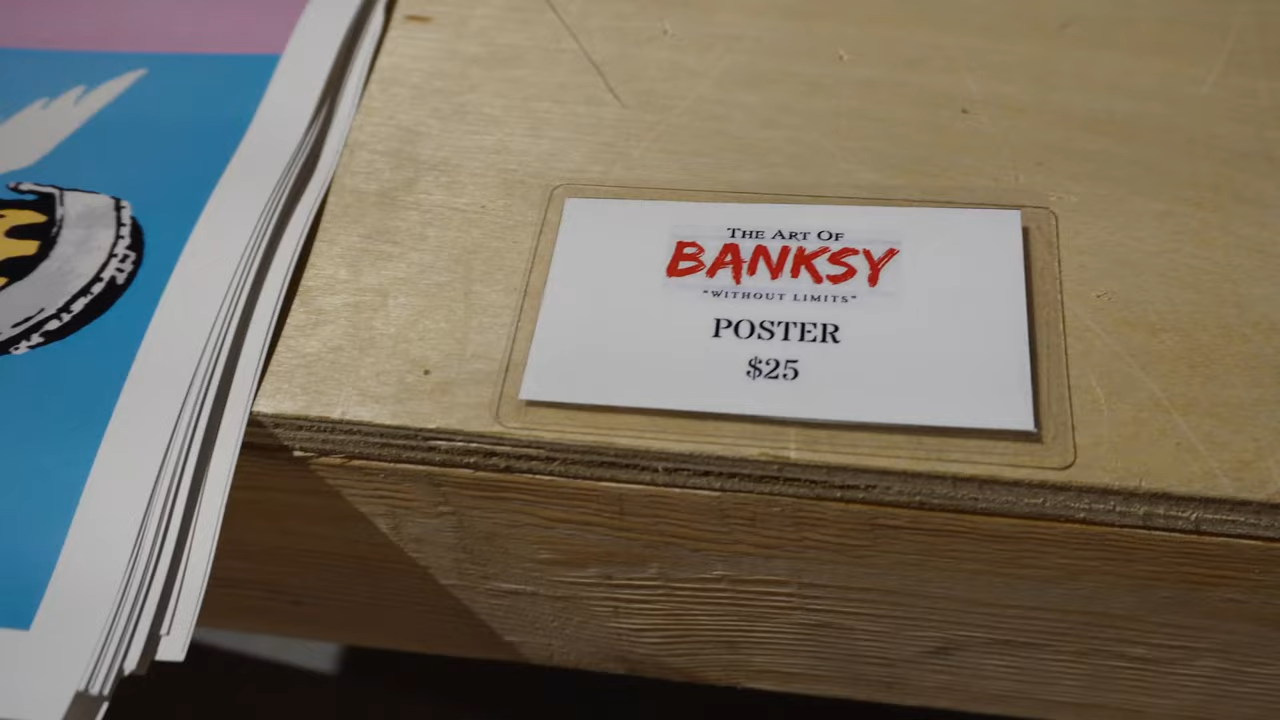 THE ART OF
BANKSY
"WITHOUT LIMITS"
POSTER
$25